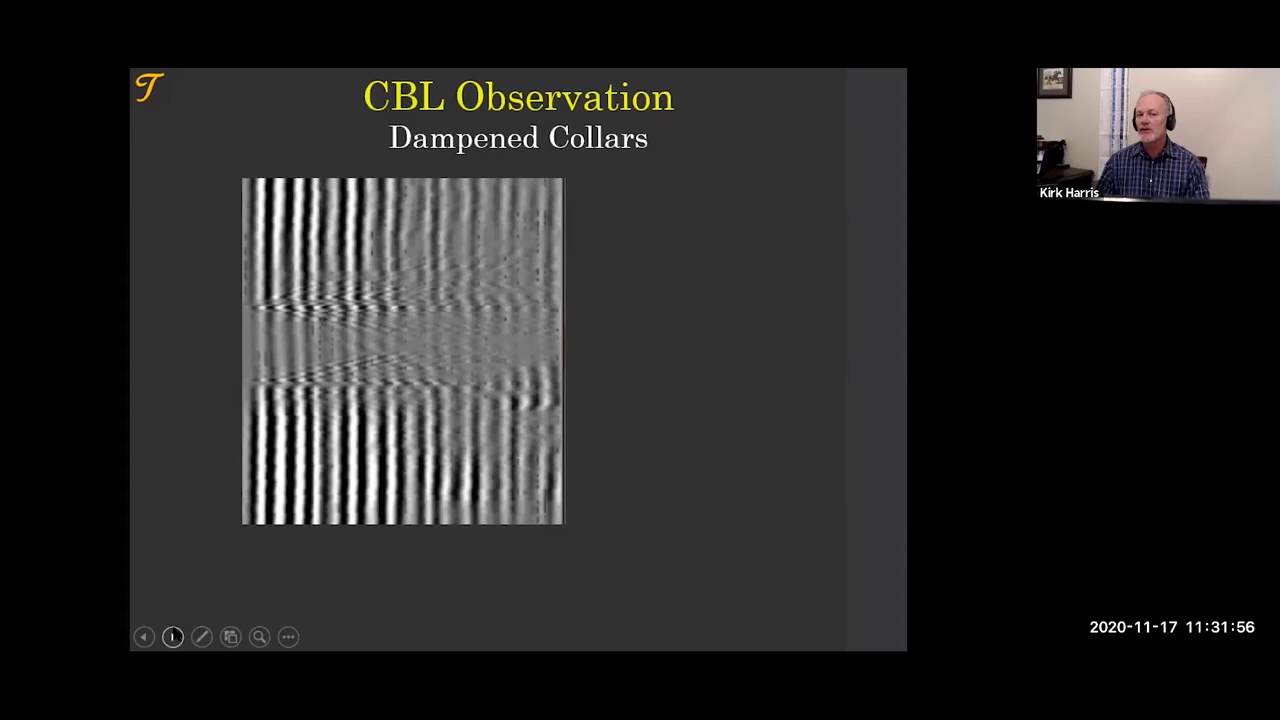 T
CBL Observation
Dampened Collars
Kirk Harris
2020-11-17 11:31:56